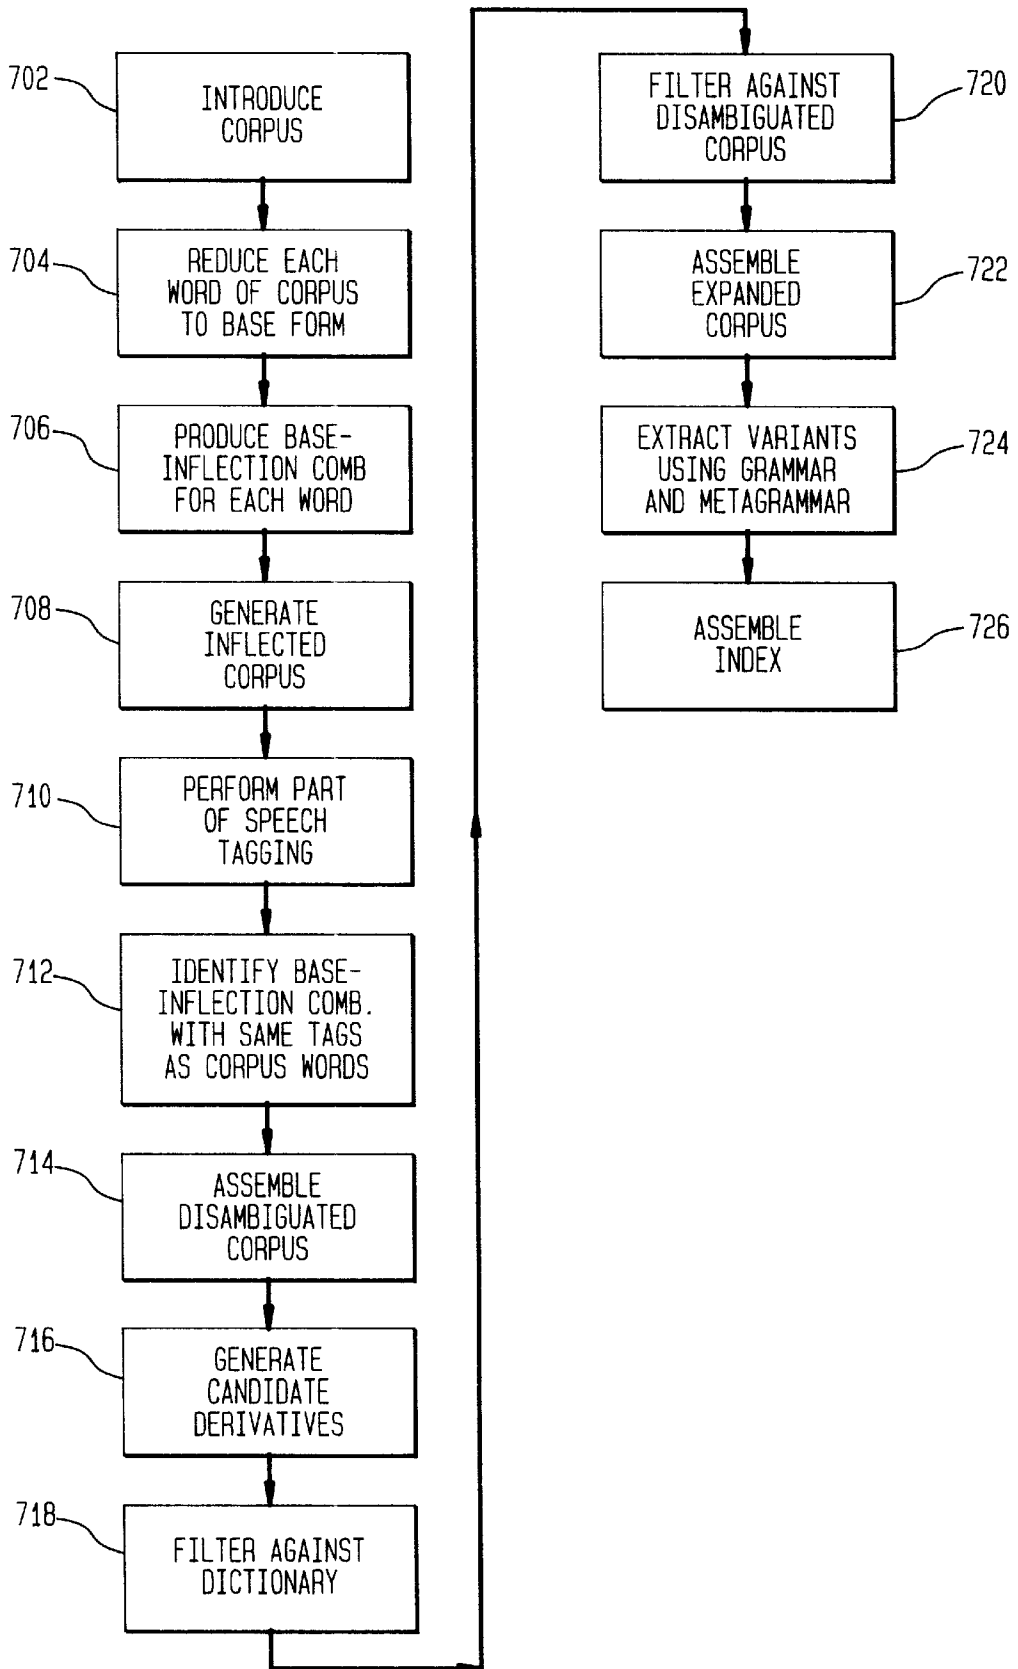 702
INTRODUCE
CORPUS
704
REDUCE EACH
WORD OF CORPUS
TO BASE FORM
706
PRODUCE BASE-
INFLECTION COMB
FOR EACH WORD
708
GENERATE
INFLECTED
CORPUS
710
PERFORM PART
OF SPEECH
TAGGING
712
IDENTIFY BASE-
INFLECTION COMB.
WITH SAME TAGS
AS CORPUS WORDS
714
ASSEMBLE
DISAMBIGUATED
CORPUS
716
GENERATE
CANDIDATE
DERIVATIVES
718
FILTER AGAINST
DICTIONARY
FILTER AGAINST
DISAMBIGUATED
CORPUS
720
ASSEMBLE
EXPANDED
CORPUS
722
EXTRACT VARIANTS
USING GRAMMAR
AND METAGRAMMAR
724
ASSEMBLE
INDEX
726